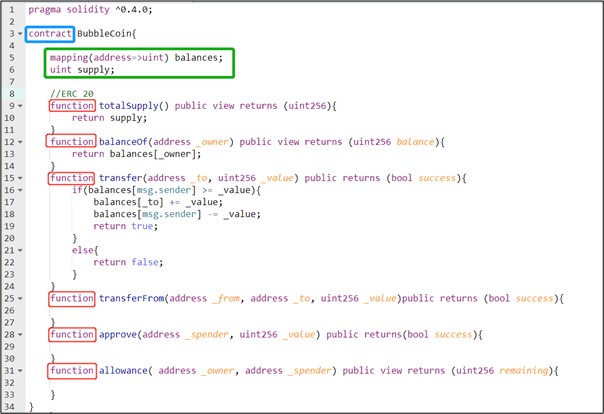 1 pragma solidity ^0.4.0;
2
3 contract BubbleCoin{
4
5 mapping(address=>uint) balances;
6 uint supply;
7
8 //ERC 20
9 function totalSupply() public view returns (uint256){
10 return supply;
11 }
12 function balanceOf(address _owner) public view returns (uint256 balance){
13 return balances[_owner];
14 }
15 function transfer(address _to, uint256 _value) public returns (bool success){
16 if(balances[msg.sender] >= _value){
17 balances[_to] += _value;
18 balances[msg.sender] -= _value;
19 return true;
20 }
21 else{
22 return false;
23 }
24 }
25 function transferFrom(address _from, address _to, uint256 _value)public returns (bool success){
26
27 }
28 function approve(address _spender, uint256 _value) public returns(bool success){
29
30 }
31 function allowance( address _owner, address _spender) public view returns (uint256 remaining){
32
33 }
34 }